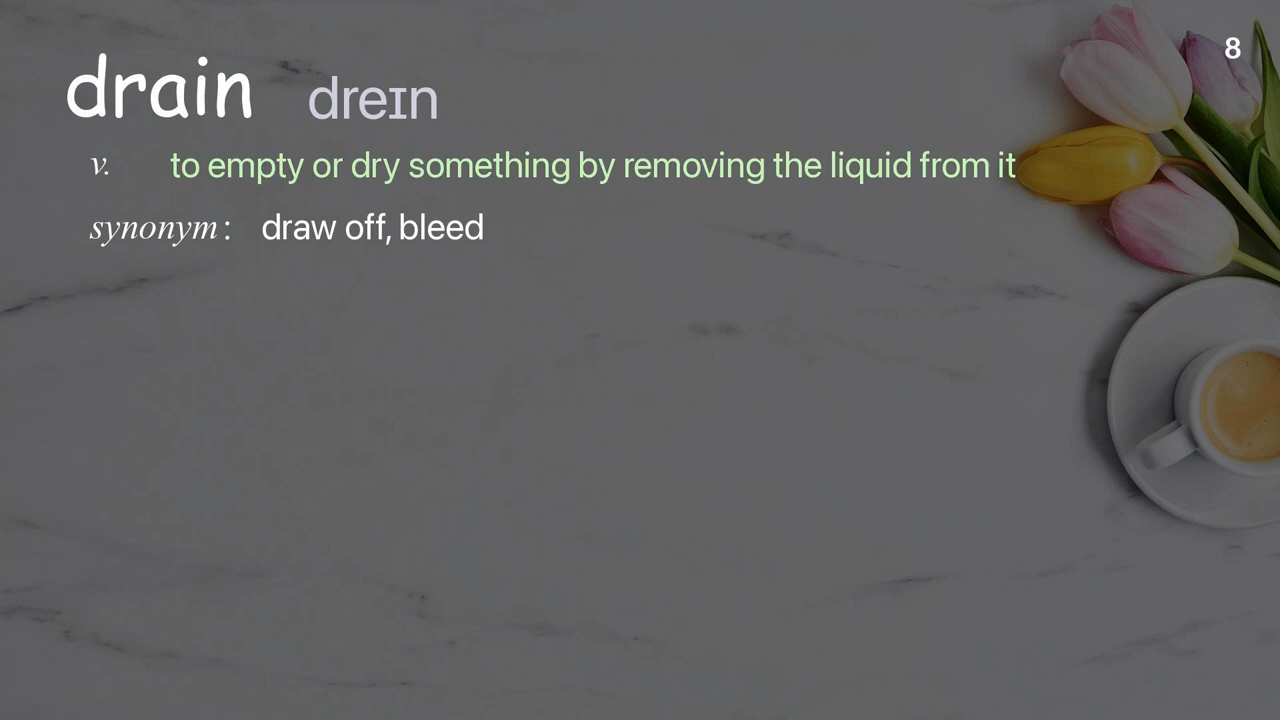 8
drain dreɪn
v. to empty or dry something by removing the liquid from it
synonym: draw off, bleed